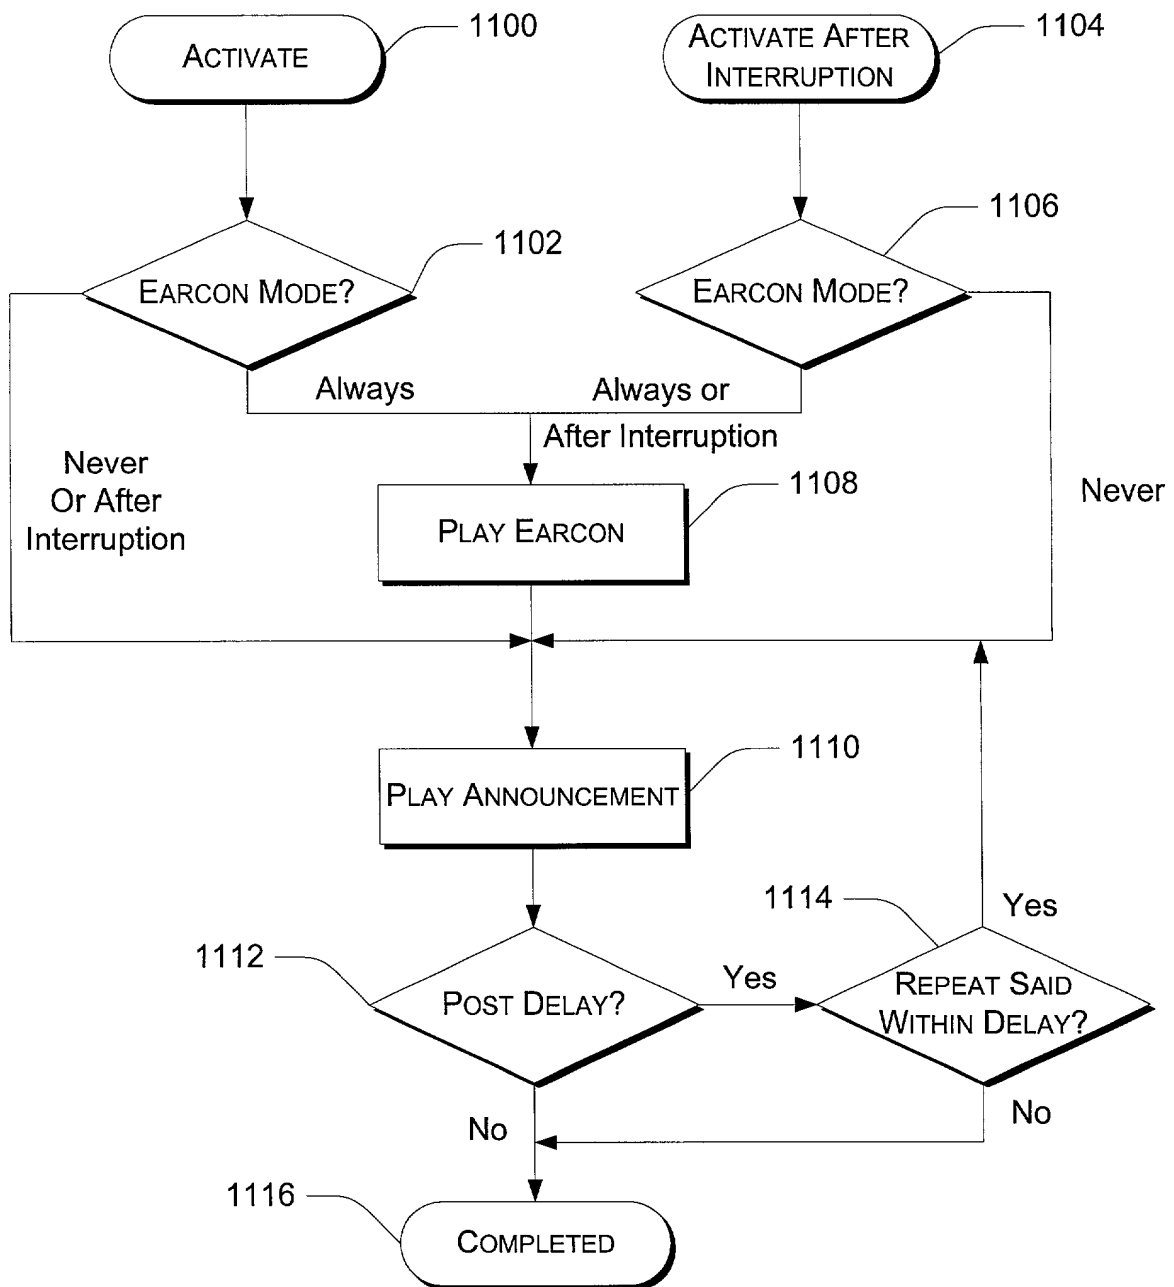 ACTIVATE
1100
ACTIVATE AFTER
INTERRUPTION
1104
EARCON MODE?
1102
EARCON MODE?
1106
Always
Always or
After Interruption
Never
Or After
Interruption
PLAY EARCON
1108
Never
PLAY ANNOUNCEMENT
1110
1114
Yes
1112
POST DELAY?
Yes
REPEAT SAID
WITHIN DELAY?
No
No
1116
COMPLETED